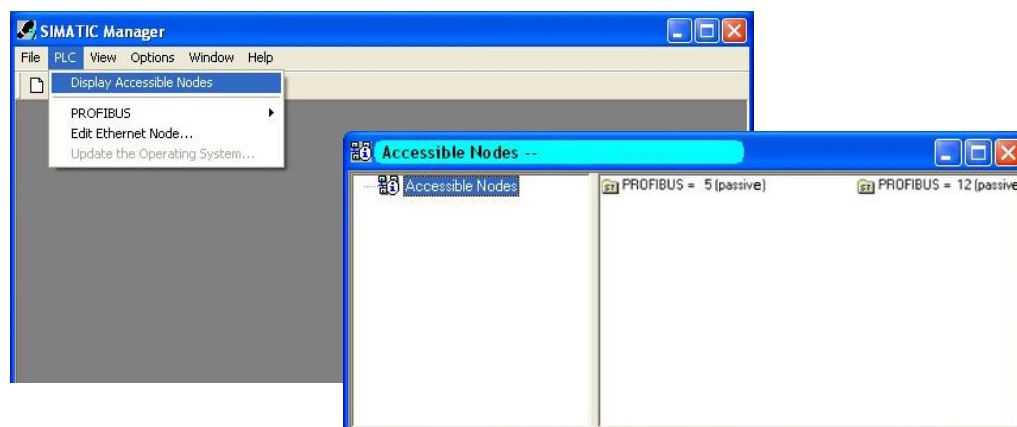 SIMATIC Manager
File PLC View Options Window Help
Display Accessible Nodes
PROFIBUS
Edit Ethernet Node...
Update the Operating System...
Accessible Nodes --
Accessible Nodes
PROFIBUS = 5 (passive)
PROFIBUS = 12 (passive